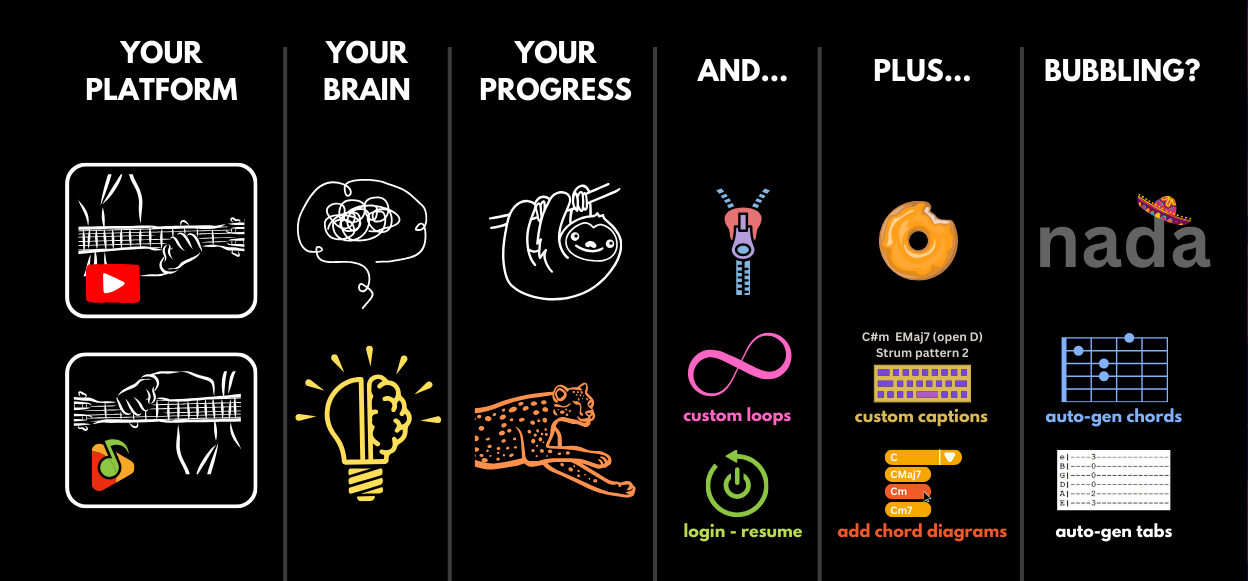 YOUR
PLATFORM
YOUR
BRAIN
YOUR
PROGRESS
AND...
PLUS...
BUBBLING?
nada
custom loops
login - resume
C#m  EMaj7 (open D)
Strum pattern 2
custom captions
C
CMaj7
Cm
Cm7
add chord diagrams
auto-gen chords
e|-----3---------------
B|-----0---------------
G|-----0---------------
D|-----0---------------
A|-----2---------------
E|-----3---------------
auto-gen tabs